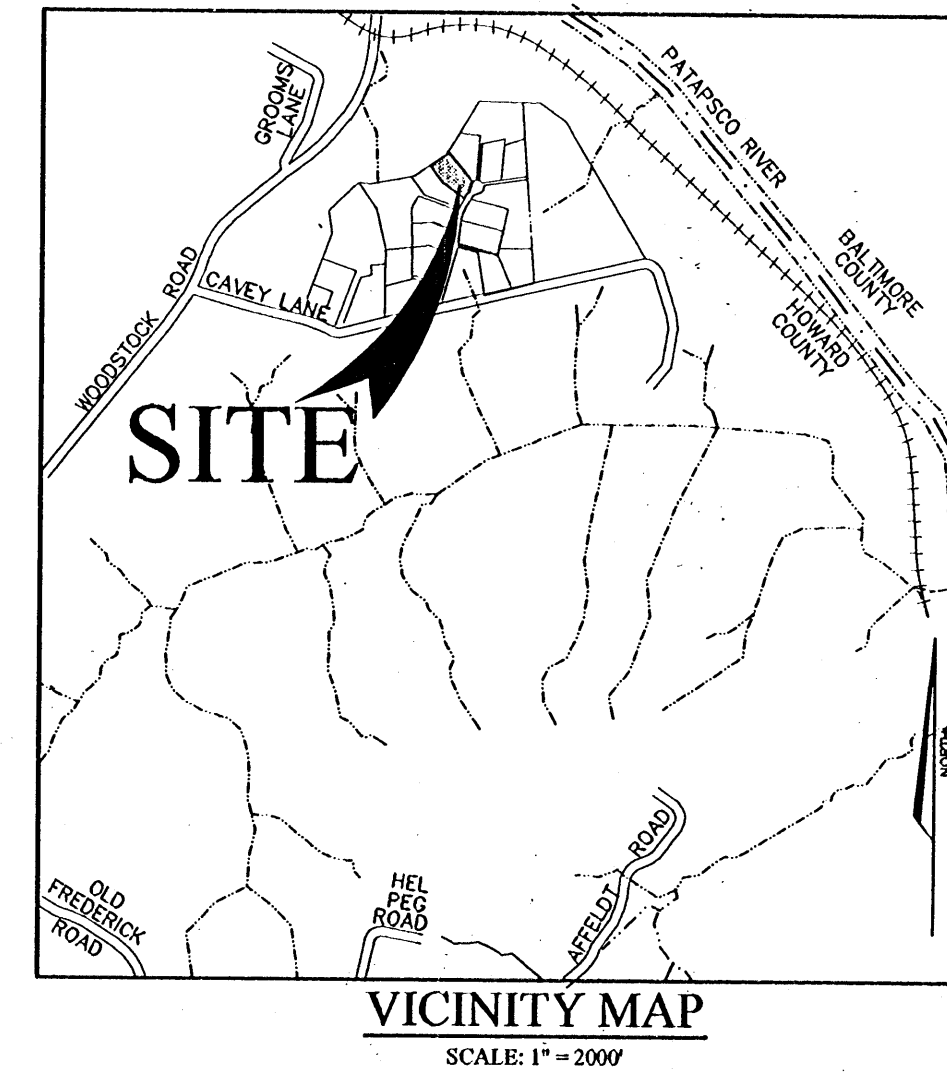 GROOMS
LANE
PATAPSCO RIVER
BALTIMORE
COUNTY
HOWARD
COUNTY
WOODSTOCK ROAD
CAVEY LANE
SITE
NORTH
OLD
FREDERICK
ROAD
HEL
PEG
ROAD
AFFELDT ROAD
VICINITY MAP
SCALE: 1" = 2000'